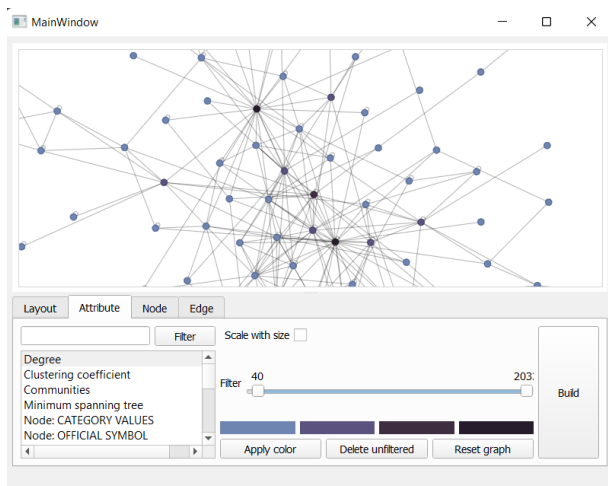 MainWindow
Layout Attribute Node Edge
Filter Scale with size
Degree
Clustering coefficient
Communities
Minimum spanning tree
Node: CATEGORY VALUES
Node: OFFICIAL SYMBOL
40
Filter
Build
Apply color Delete unfiltered Reset graph